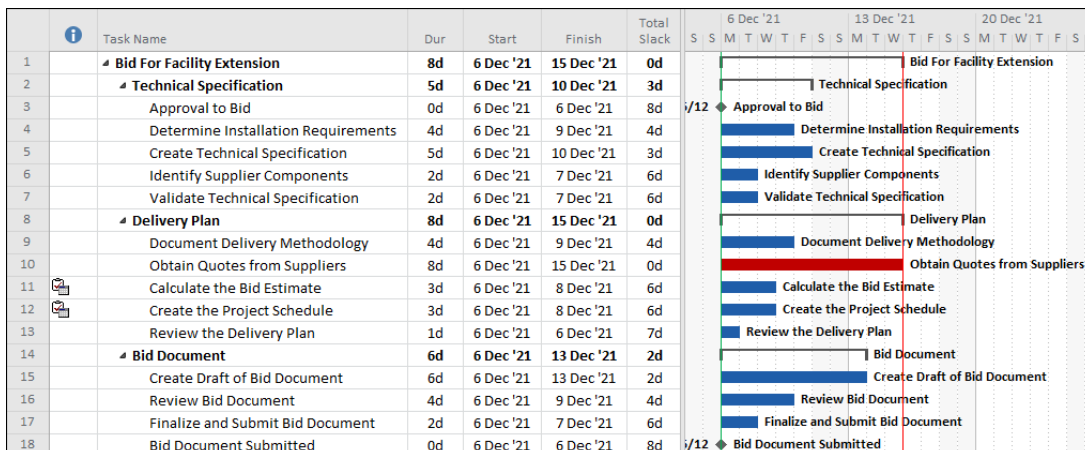 6 Dec '21 13 Dec '21 20 Dec '21
Task Name Dur Start Finish Total Slack S S M T W T F S S M T W T F S S M T W T F S
1 Bid For Facility Extension 8d 6 Dec '21 15 Dec '21 0d Bid For Facility Extension
2 Technical Specification 5d 6 Dec '21 10 Dec '21 3d Technical Specification
3 Approval to Bid 0d 6 Dec '21 6 Dec '21 8d /12 Approval to Bid
4 Determine Installation Requirements 4d 6 Dec '21 9 Dec '21 4d Determine Installation Requirements
5 Create Technical Specification 5d 6 Dec '21 10 Dec '21 3d Create Technical Specification
6 Identify Supplier Components 2d 6 Dec '21 7 Dec '21 6d Identify Supplier Components
7 Validate Technical Specification 2d 6 Dec '21 7 Dec '21 6d Validate Technical Specification
8 Delivery Plan 8d 6 Dec '21 15 Dec '21 0d Delivery Plan
9 Document Delivery Methodology 4d 6 Dec '21 9 Dec '21 4d Document Delivery Methodology
10 Obtain Quotes from Suppliers 8d 6 Dec '21 15 Dec '21 0d Obtain Quotes from Suppliers
11 Calculate the Bid Estimate 3d 6 Dec '21 8 Dec '21 6d Calculate the Bid Estimate
12 Create the Project Schedule 3d 6 Dec '21 8 Dec '21 6d Create the Project Schedule
13 Review the Delivery Plan 1d 6 Dec '21 6 Dec '21 7d Review the Delivery Plan
14 Bid Document 6d 6 Dec '21 13 Dec '21 2d Bid Document
15 Create Draft of Bid Document 6d 6 Dec '21 13 Dec '21 2d Create Draft of Bid Document
16 Review Bid Document 4d 6 Dec '21 9 Dec '21 4d Review Bid Document
17 Finalize and Submit Bid Document 2d 6 Dec '21 7 Dec '21 6d Finalize and Submit Bid Document
18 Bid Document Submitted 0d 6 Dec '21 6 Dec '21 8d /12 Bid Document Submitted